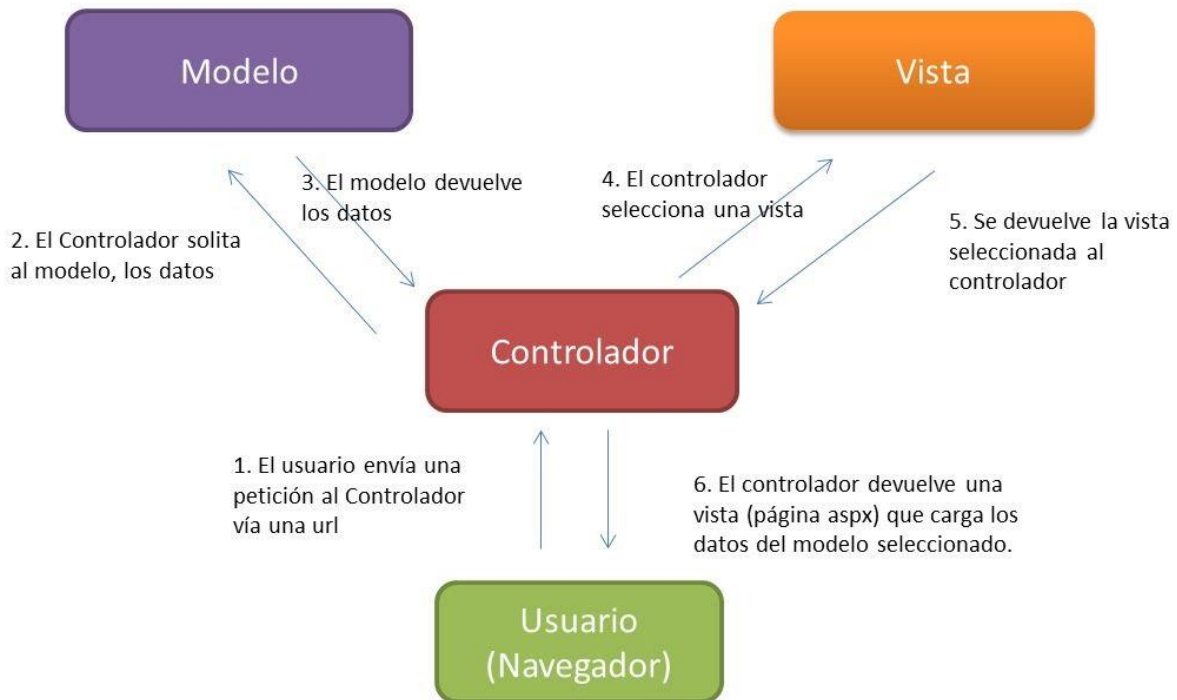 Modelo
Vista
3. El modelo devuelve
los datos
4. El controlador
selecciona una vista
2. El Controlador solita
al modelo, los datos
5. Se devuelve la vista
seleccionada al
controlador
Controlador
1. El usuario envía una
petición al Controlador
vía una url
6. El controlador devuelve una
vista (página aspx) que carga los
datos del modelo seleccionado.
Usuario
(Navegador)